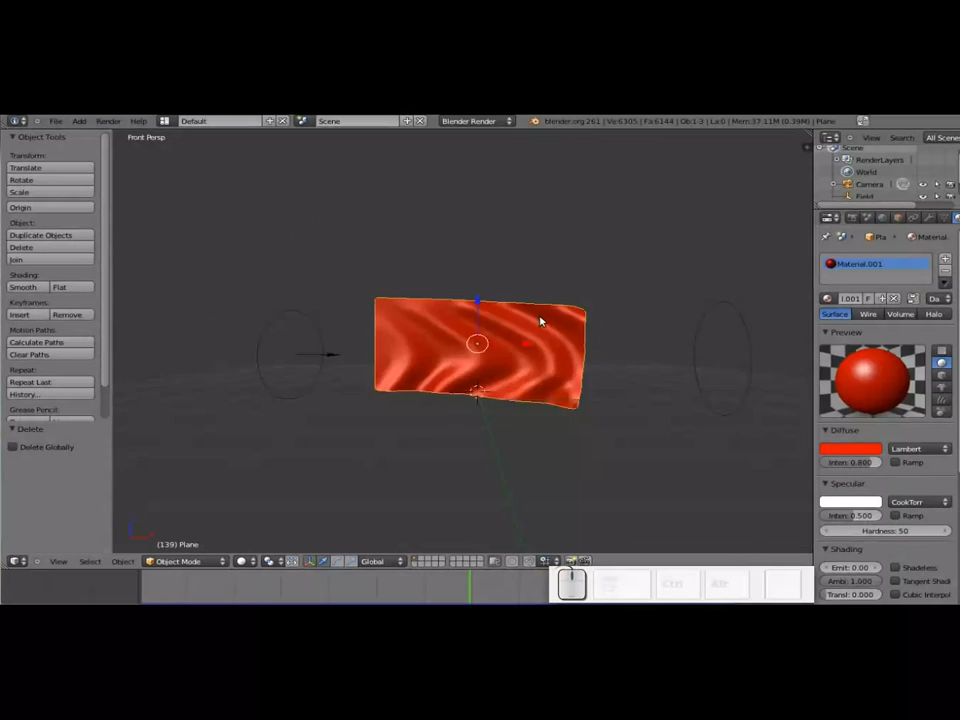 File Add Render Help Default Scene Blender Render blender.org 261 | Ve:6305 | Fa:6144 | Ob:1-3 | La:0 | Mem:37.11M (0.39M) | Plane
View Search All Scenes
Object Tools
Front Persp
Scene
RenderLayers
World
Camera
Field
Transform:
Translate
Rotate
Scale
Origin
Object:
Duplicate Objects
Delete
Join
Shading:
Smooth Flat
Keyframes:
Insert Remove
Motion Paths:
Calculate Paths
Clear Paths
Repeat:
Repeat Last
History...
Grease Pencil:
Delete
Delete Globally
Pla Material
Material.001
.001 F Da
Surface Wire Volume Halo
Preview
Diffuse
Lambert
Inten: 0.800 Ramp
Specular
CookTorr
Inten: 0.500 Ramp
Hardness: 50
Shading
Emit: 0.00 Shadeless
Ambi: 1.000 Tangent Shadi
Transl: 0.000 Cubic Interpol
(139) Plane
View Select Object Object Mode Global
Ctrl Alt